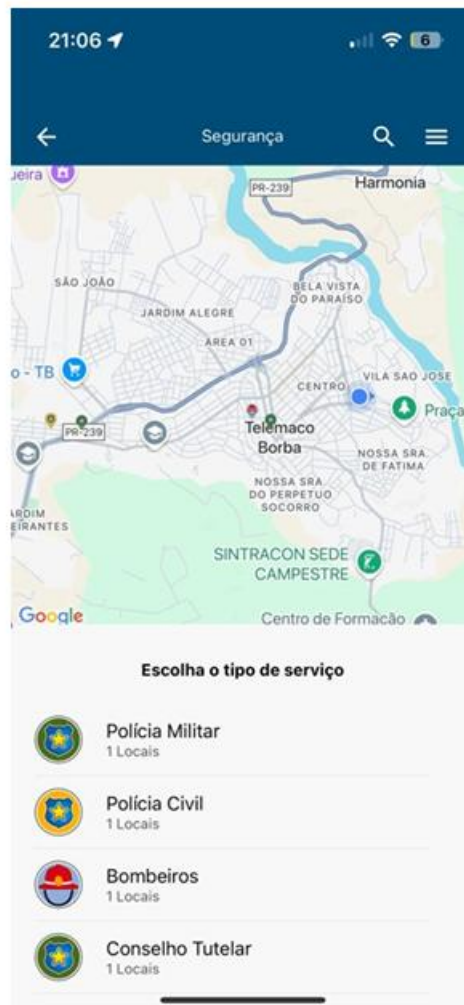 21:06
6
Segurança
ueira
PR-239
Harmonia
SÃO JOÃO
BELA VISTA
DO PARAÍSO
JARDIM ALEGRE
ÁREA 01
o - TB
CENTRO
VILA SAO JOSE
Praça
PR-239
Telêmaco
Borba
NOSSA SRA.
DE FATIMA
NOSSA SRA.
DO PERPETUO
SOCORRO
ARDIM
EIRANTES
SINTRACON SEDE
CAMPESTRE
Google
Centro de Formação
Escolha o tipo de serviço
Polícia Militar
1 Locais
Polícia Civil
1 Locais
Bombeiros
1 Locais
Conselho Tutelar
1 Locais